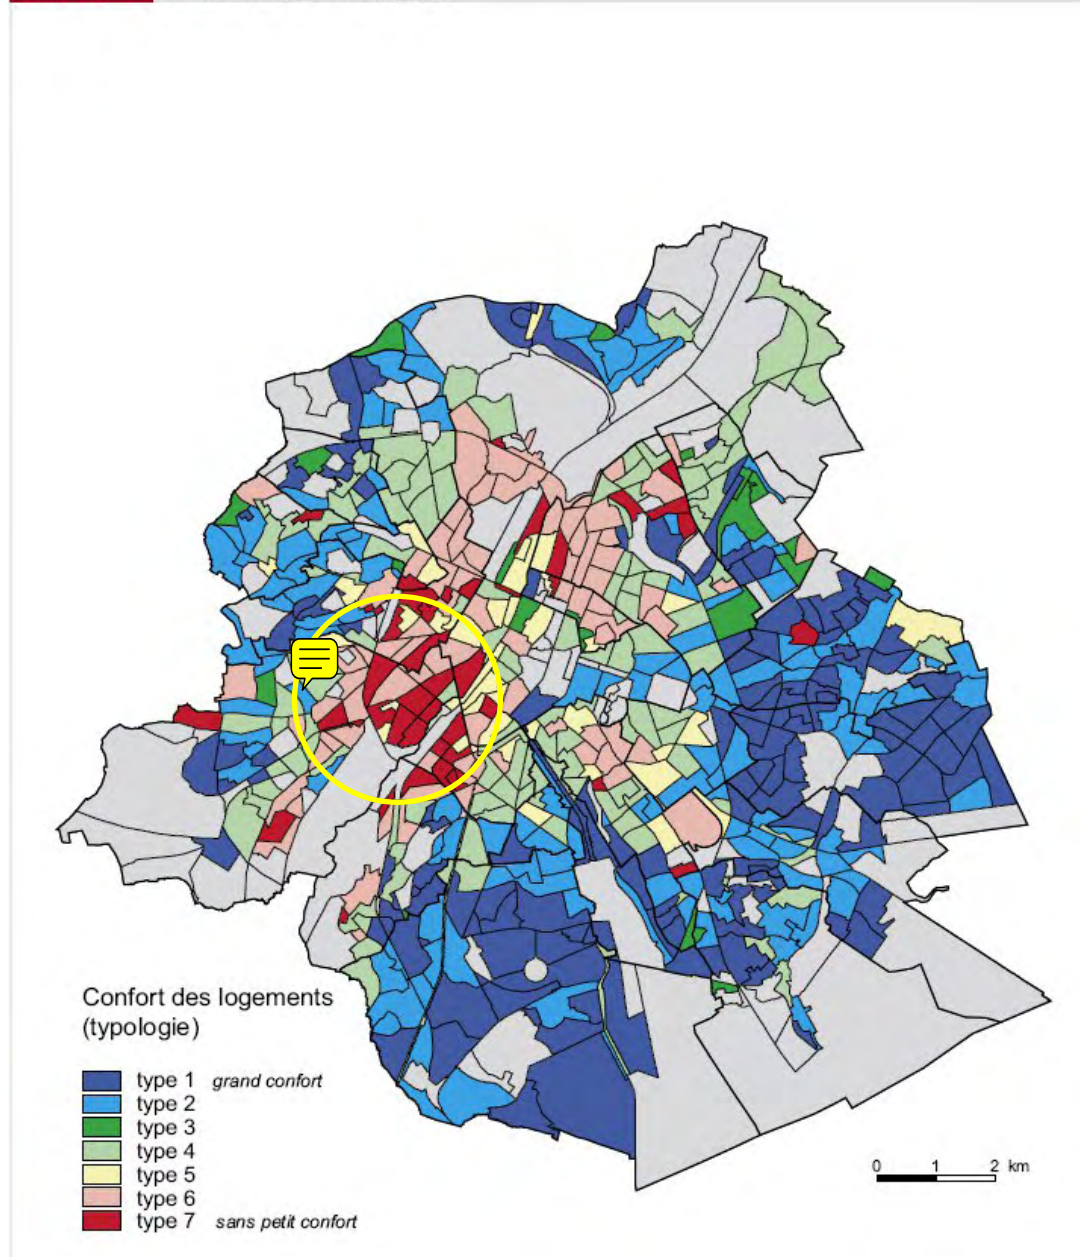 Confort des logements
(typologie)
type 1 grand confort
type 2
type 3
type 4
type 5
type 6
type 7 sans petit confort
0 1 2 km